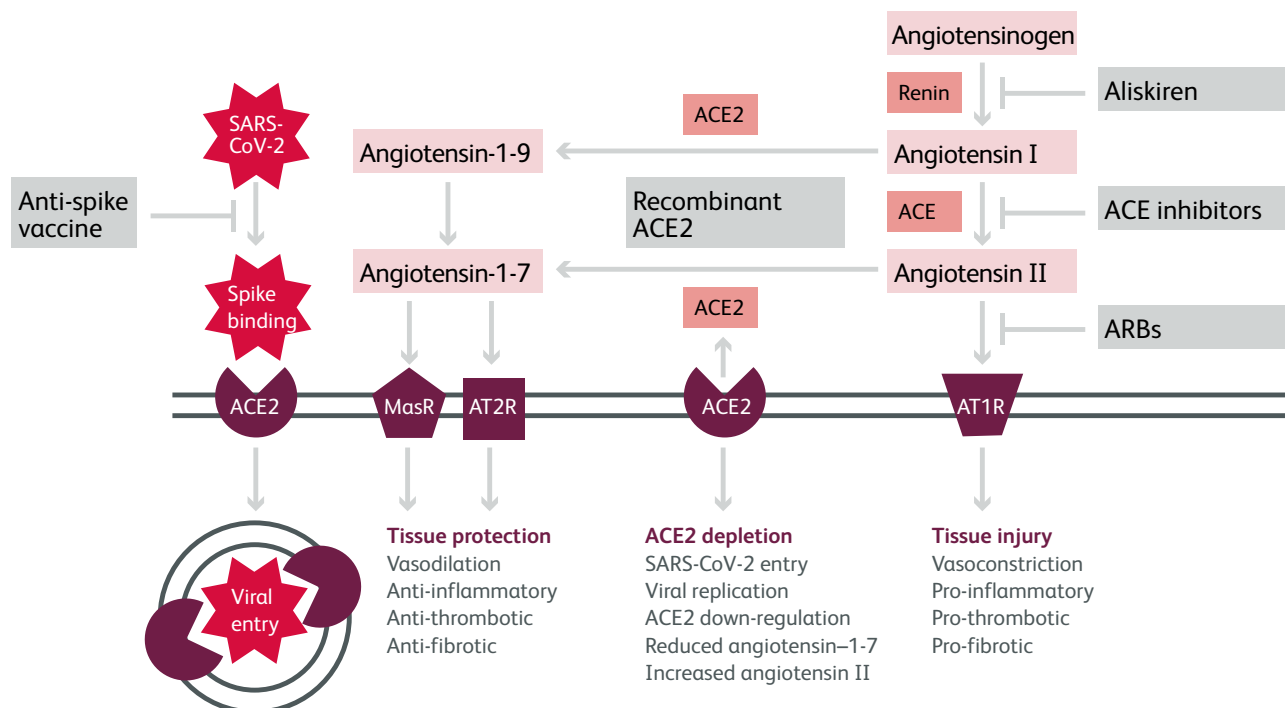 Angiotensinogen
Renin
Aliskiren
SARS-
CoV-2
ACE2
Angiotensin-1-9
Angiotensin I
Anti-spike
vaccine
Recombinant
ACE2
ACE
ACE inhibitors
Angiotensin-1-7
Angiotensin II
Spike
binding
ACE2
ARBs
ACE2
MasR
AT2R
ACE2
AT1R
Viral
entry
Tissue protection
Vasodilation
Anti-inflammatory
Anti-thrombotic
Anti-fibrotic
ACE2 depletion
SARS-CoV-2 entry
Viral replication
ACE2 down-regulation
Reduced angiotensin–1-7
Increased angiotensin II
Tissue injury
Vasoconstriction
Pro-inflammatory
Pro-thrombotic
Pro-fibrotic